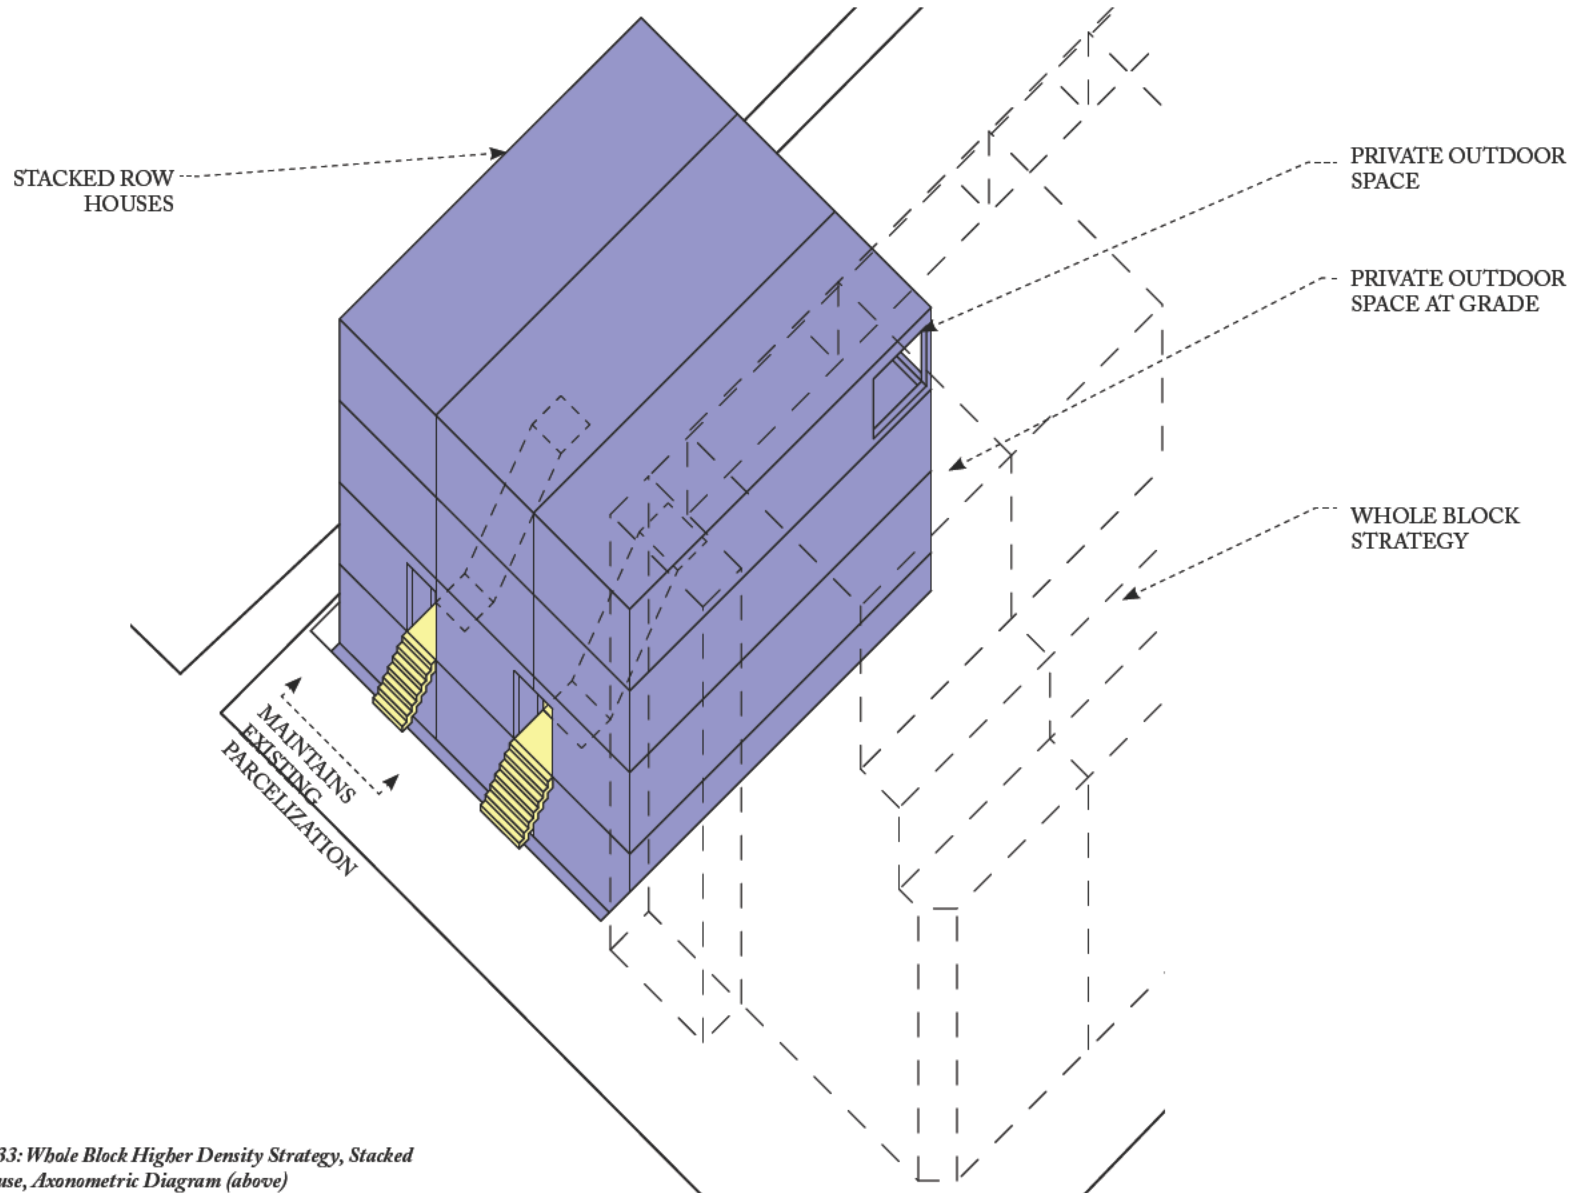 STACKED ROW
HOUSES
PRIVATE OUTDOOR
SPACE
PRIVATE OUTDOOR
SPACE AT GRADE
WHOLE BLOCK
STRATEGY
MAINTAINS
EXISTING
PARCELIZATION
33: Whole Block Higher Density Strategy, Stacked
use, Axonometric Diagram (above)